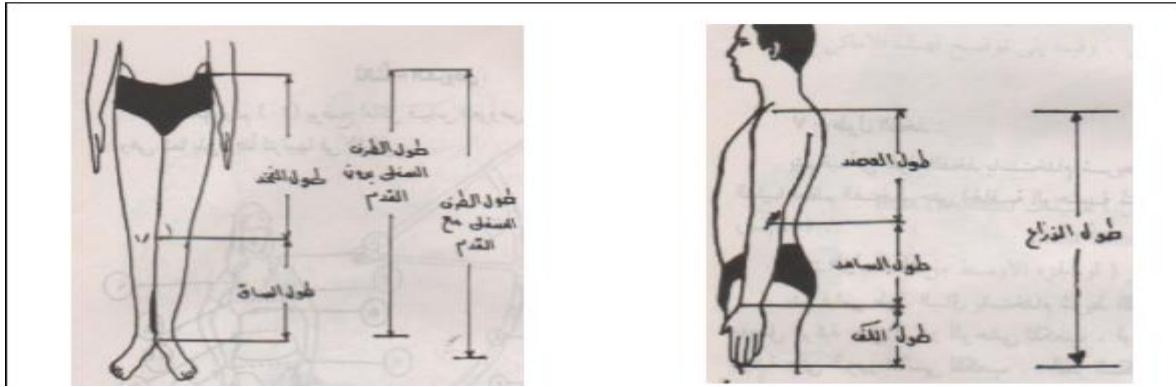 طول الفخذ
طول الساق
طول الطرف
السفلي بدون
القدم
طول الطرف
السفلي مع
القدم
طول العضد
طول الساعد
طول الكف
طول الذراع